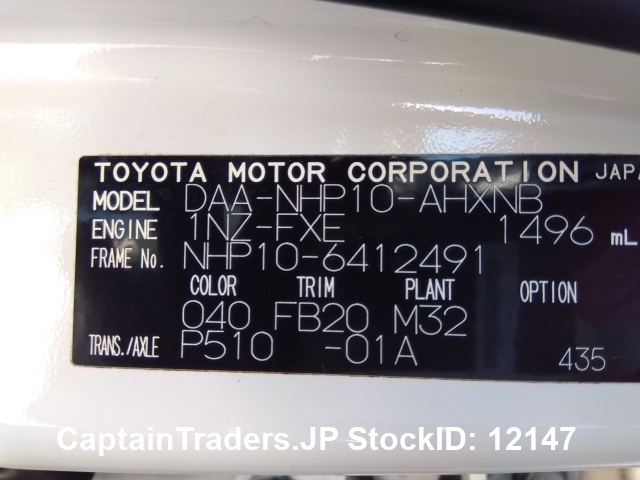 TOYOTA MOTOR CORPORATION JAPA
MODEL DAA-NHP10-AHXNB
ENGINE 1NZ-FXE 1496 mL
FRAME No. NHP10-6412491
COLOR TRIM PLANT OPTION
040 FB20 M32
TRANS./AXLE P510 -01A 435
CaptainTraders.JP StockID: 12147